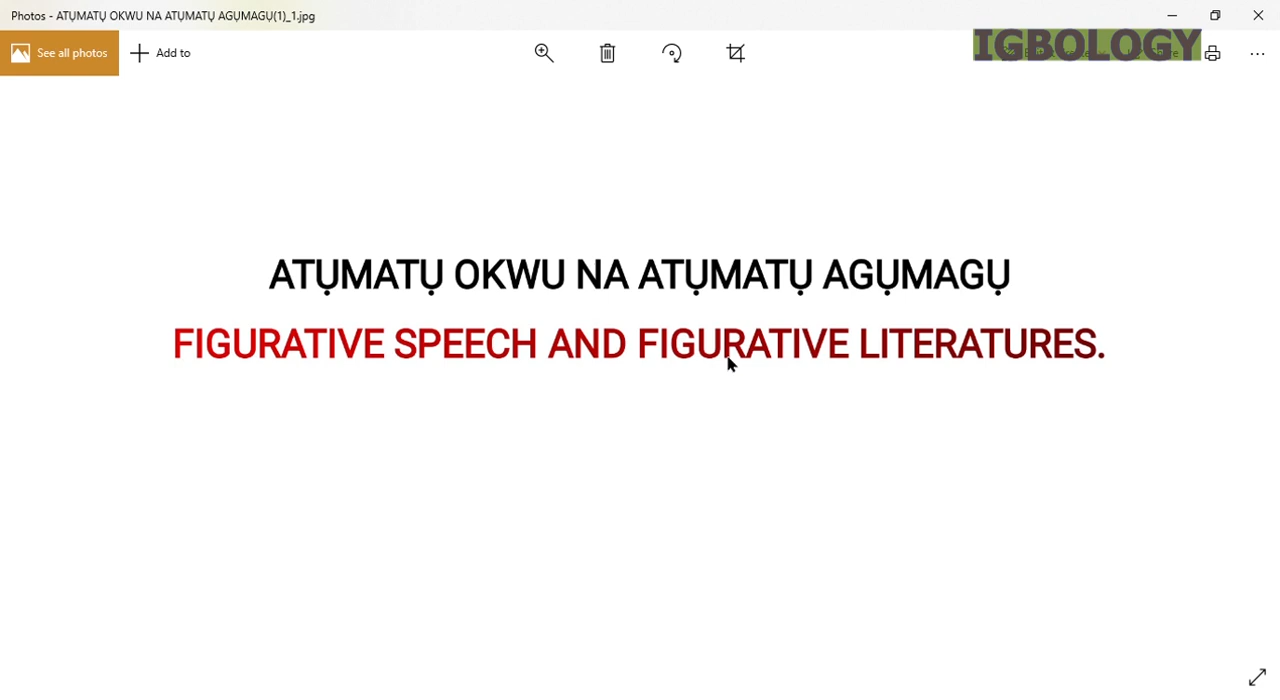 Photos - ATỤMATỤ OKWU NA ATỤMATỤ AGỤMAGỤ(1)_1.jpg
See all photos
Add to
IGBOLOGY
ATỤMATỤ OKWU NA ATỤMATỤ AGỤMAGỤ
FIGURATIVE SPEECH AND FIGURATIVE LITERATURES.